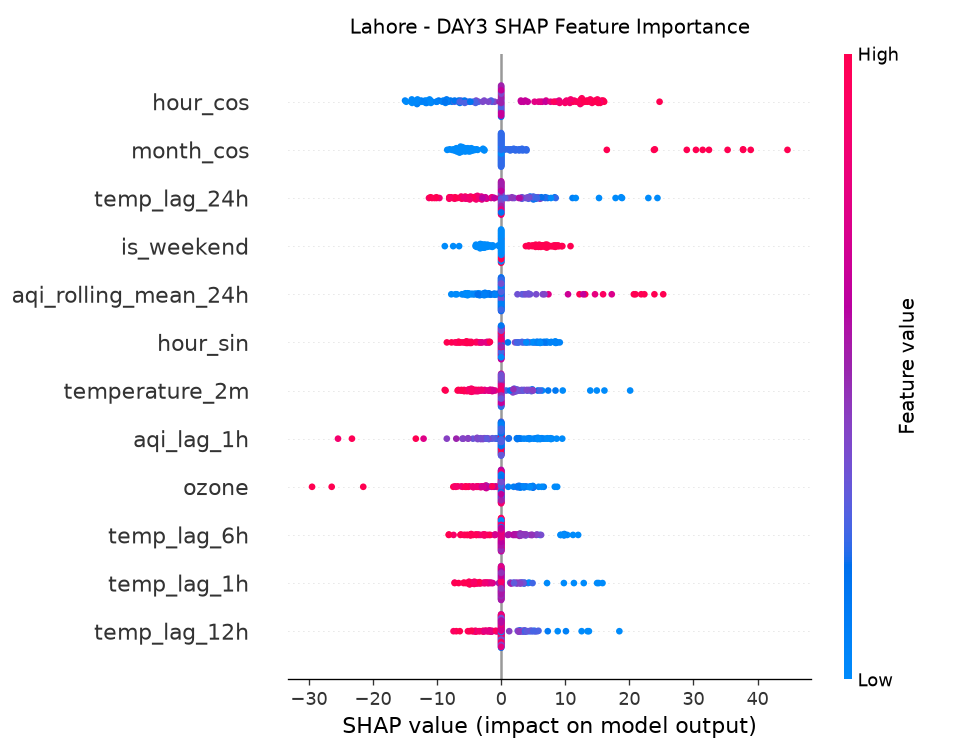 Lahore - DAY3 SHAP Feature Importance
High
hour_cos
month_cos
temp_lag_24h
is_weekend
aqi_rolling_mean_24h
hour_sin
temperature_2m
aqi_lag_1h
ozone
temp_lag_6h
temp_lag_1h
temp_lag_12h
Feature value
Low
−30 −20 −10 0 10 20 30 40
SHAP value (impact on model output)